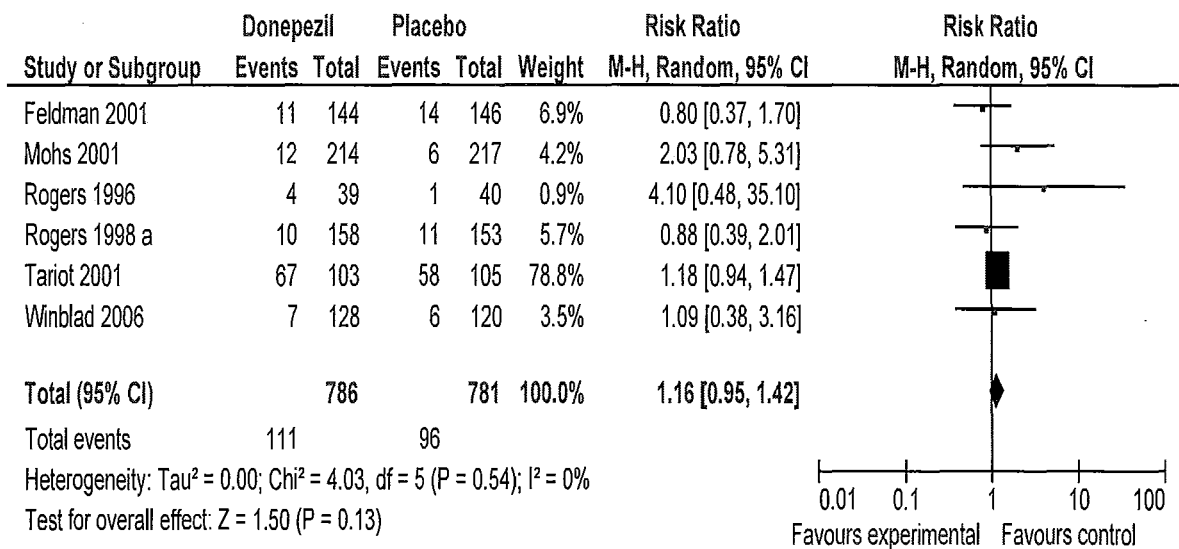 Donepezil Placebo Risk Ratio Risk Ratio
Study or Subgroup Events Total Events Total Weight M-H, Random, 95% CI M-H, Random, 95% CI
Feldman 2001 11 144 14 146 6.9% 0.80 [0.37, 1.70]
Mohs 2001 12 214 6 217 4.2% 2.03 [0.78, 5.31]
Rogers 1996 4 39 1 40 0.9% 4.10 [0.48, 35.10]
Rogers 1998 a 10 158 11 153 5.7% 0.88 [0.39, 2.01]
Tariot 2001 67 103 58 105 78.8% 1.18 [0.94, 1.47]
Winblad 2006 7 128 6 120 3.5% 1.09 [0.38, 3.16]
Total (95% CI) 786 781 100.0% 1.16 [0.95, 1.42]
Total events 111 96
Heterogeneity: Tau² = 0.00; Chi² = 4.03, df = 5 (P = 0.54); I² = 0%
Test for overall effect: Z = 1.50 (P = 0.13)
0.01 0.1 1 10 100
Favours experimental Favours control